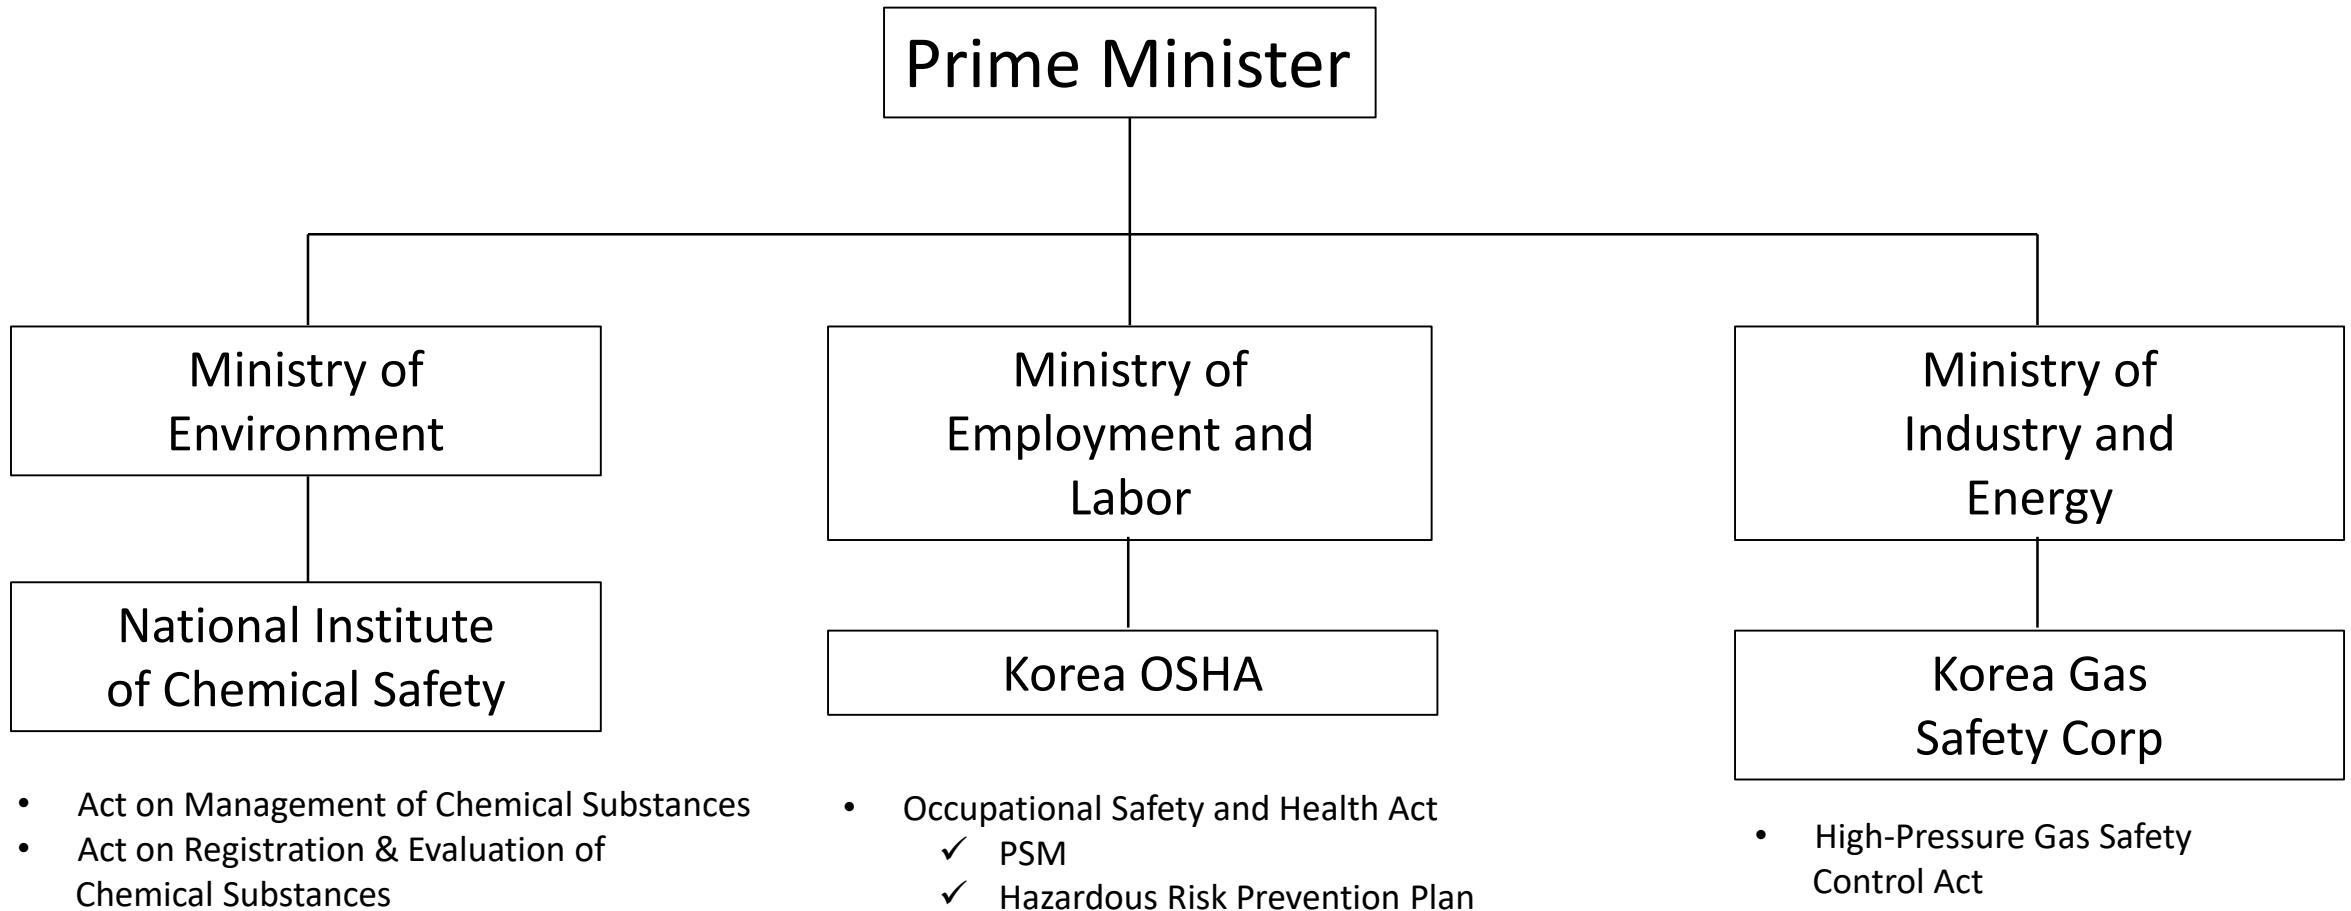 Prime Minister
Ministry of
Environment
Ministry of
Employment and
Labor
Ministry of
Industry and
Energy
National Institute
of Chemical Safety
Korea OSHA
Korea Gas
Safety Corp
• Act on Management of Chemical Substances
• Act on Registration & Evaluation of
Chemical Substances
• Occupational Safety and Health Act
✓ PSM
✓ Hazardous Risk Prevention Plan
• High-Pressure Gas Safety
Control Act